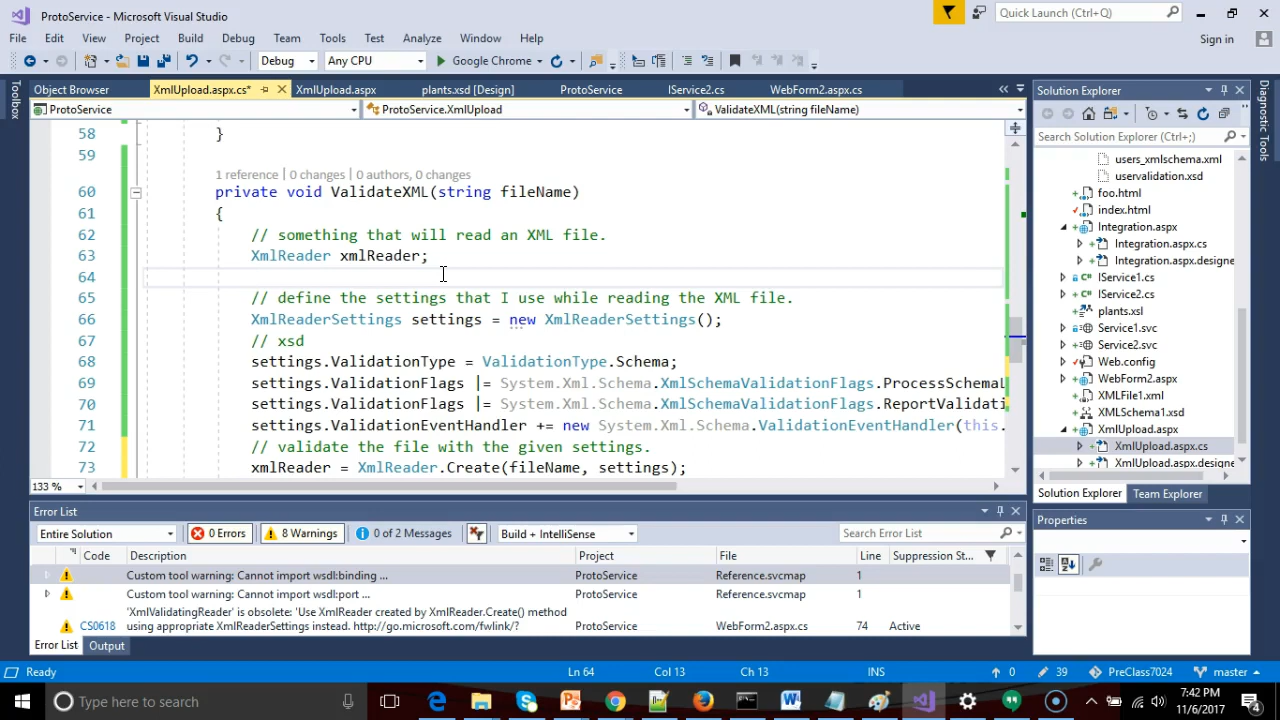 ProtoService - Microsoft Visual Studio
Quick Launch (Ctrl+Q)
File Edit View Project Build Debug Team Tools Test Analyze Window Help
Sign in
Debug Any CPU Google Chrome
Toolbox
Object Browser XmlUpload.aspx.cs* XmlUpload.aspx plants.xsd [Design] ProtoService IService2.cs WebForm2.aspx
ProtoService ProtoService.XmlUpload ValidateXML(string fileName)
58 }
59
1 reference | 0 changes | 0 authors, 0 changes
60 private void ValidateXML(string fileName)
61 {
62 // something that will read an XML file.
63 XmlReader xmlReader;
64
65 // define the settings that I use while reading the XML file.
66 XmlReaderSettings settings = new XmlReaderSettings();
67 // xsd
68 settings.ValidationType = ValidationType.Schema;
69 settings.ValidationFlags |= System.Xml.Schema.XmlSchemaValidationFlags.ProcessSchemaL
70 settings.ValidationFlags |= System.Xml.Schema.XmlSchemaValidationFlags.ReportValidati
71 settings.ValidationEventHandler += new System.Xml.Schema.ValidationEventHandler(this.
72 // validate the file with the given settings.
73 xmlReader = XmlReader.Create(fileName, settings);
133 %
Solution Explorer
Search Solution Explorer (Ctrl+;)
users_xmlschema.xml
uservalidation.xsd
foo.html
index.html
Integration.aspx
Integration.aspx.cs
Integration.aspx.designe
IService1.cs
IService2.cs
plants.xsl
Service1.svc
Service2.svc
Web.config
WebForm2.aspx
XMLFile1.xml
XMLSchema1.xsd
XmlUpload.aspx
XmlUpload.aspx.cs
XmlUpload.aspx.designe
Solution Explorer Team Explorer
Diagnostic Tools
Properties
Error List
Entire Solution 0 Errors 8 Warnings 0 of 2 Messages Build + IntelliSense Search Error List
Code Description Project File Line Suppression St...
Custom tool warning: Cannot import wsdl:binding ... ProtoService Reference.svcmap 1
Custom tool warning: Cannot import wsdl:port ... ProtoService Reference.svcmap 1
'XmlValidatingReader' is obsolete: 'Use XmlReader created by XmlReader.Create() method
CS0618 using appropriate XmlReaderSettings instead. http://go.microsoft.com/fwlink/? ProtoService WebForm2.aspx.cs 74 Active
Error List Output
Ready Ln 64 Col 13 Ch 13 INS 0 39 PreClass7024 master
Type here to search
7:42 PM
11/6/2017
4